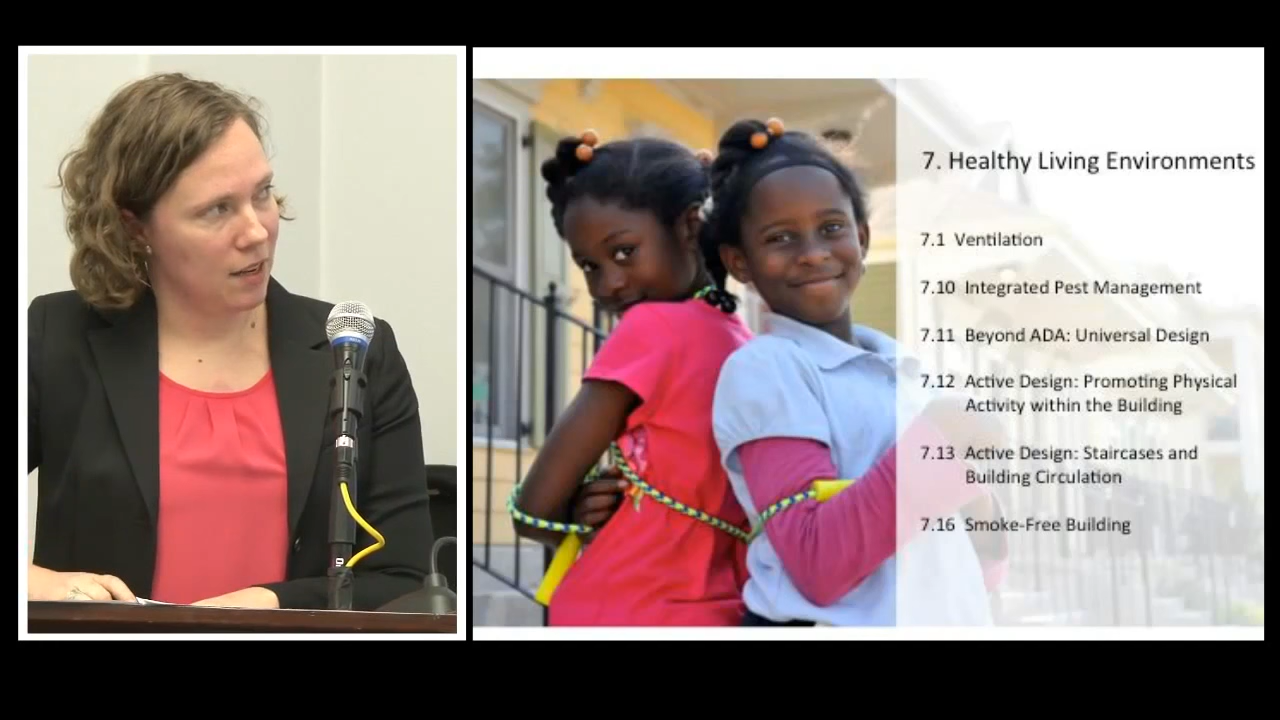 7. Healthy Living Environments
7.1 Ventilation
7.10 Integrated Pest Management
7.11 Beyond ADA: Universal Design
7.12 Active Design: Promoting Physical
Activity within the Building
7.13 Active Design: Staircases and
Building Circulation
7.16 Smoke-Free Building